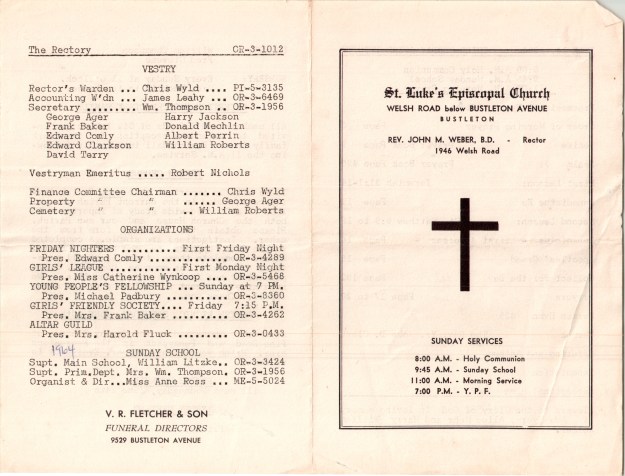 The Rectory OR-3-1012
VESTRY
Rector's Warden ... Chris Wyld .... PI-5-3135
Accounting W'dn ... James Leahy ... OR-3-6469
Secretary ......... Wm. Thompson .. OR-3-1956
George Ager Harry Jackson
Frank Baker Donald Mechlin
Edward Comly Albert Perrin
Edward Clarkson William Roberts
David Terry
Vestryman Emeritus ..... Robert Nichols
Finance Committee Chairman ....... Chris Wyld
Property " " ...... George Ager
Cemetery " " .. William Roberts
ORGANIZATIONS
FRIDAY NIGHTERS .......... First Friday Night
Pres. Edward Comly ........... OR-3-4289
GIRLS' LEAGUE ............ First Monday Night
Pres. Miss Catherine Wynkoop .... OR-3-5468
YOUNG PEOPLE'S FELLOWSHIP ... Sunday at 7 PM.
Pres. Michael Padbury ........ OR-3-8360
GIRLS' FRIENDLY SOCIETY.... Friday 7:15 P.M.
Pres. Mrs. Frank Baker ....... OR-3-4262
ALTAR GUILD
Pres. Mrs. Harold Fluck ...... OR-3-0433
1964
SUNDAY SCHOOL
Supt. Main School, William Litzke.. OR-3-3424
Supt. Prim.Dept. Mrs. Wm. Thompson. OR-3-1956
Organist & Dir...Miss Anne Ross ... ME-5-5024
V. R. FLETCHER & SON
FUNERAL DIRECTORS
9529 BUSTLETON AVENUE
St. Luke's Episcopal Church
WELSH ROAD below BUSTLETON AVENUE
BUSTLETON
REV. JOHN M. WEBER, B.D. - Rector
1946 Welsh Road
SUNDAY SERVICES
8:00 A.M. - Holy Communion
9:45 A.M. - Sunday School
11:00 A.M. - Morning Service
7:00 P.M. - Y. P. F.